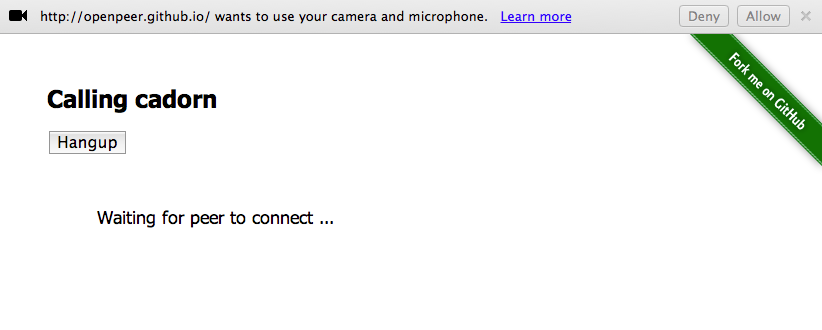 http://openpeer.github.io/ wants to use your camera and microphone. Learn more Deny Allow
Fork me on GitHub
Calling cadorn
Hangup
Waiting for peer to connect ...